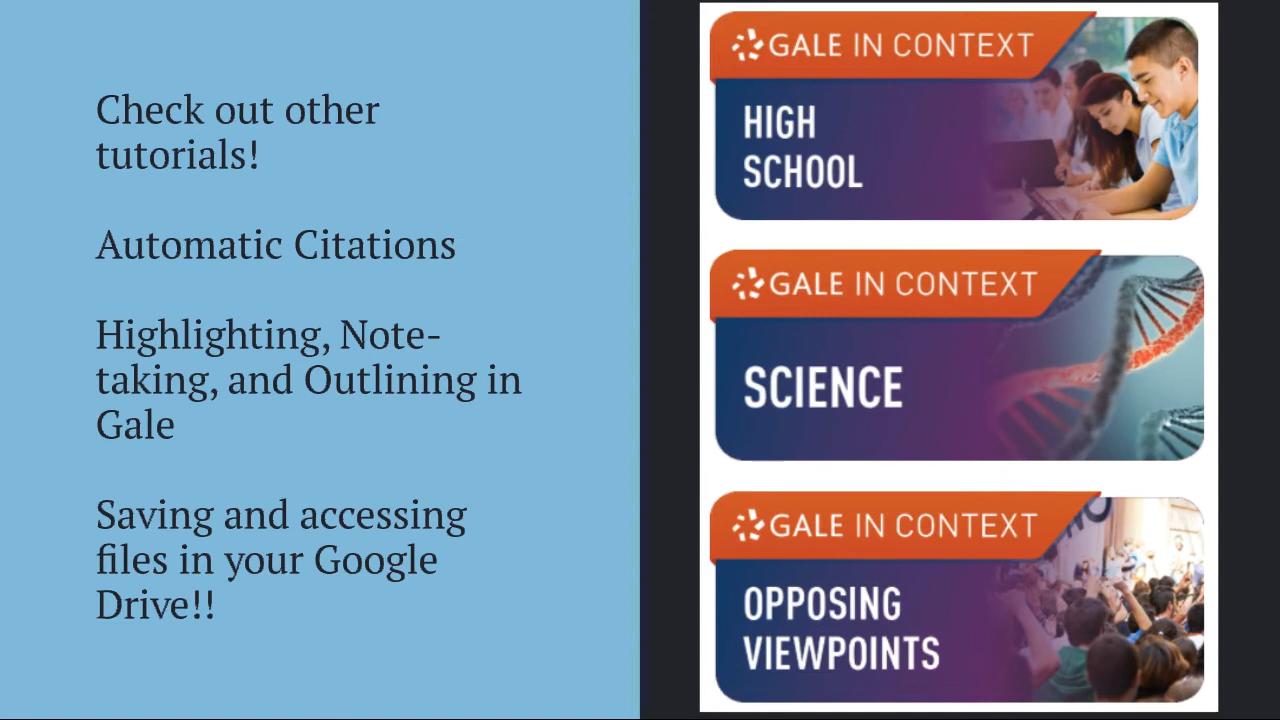 Check out other
tutorials!
Automatic Citations
Highlighting, Note-
taking, and Outlining in
Gale
Saving and accessing
files in your Google
Drive!!
GALE IN CONTEXT
HIGH
SCHOOL
GALE IN CONTEXT
SCIENCE
GALE IN CONTEXT
OPPOSING
VIEWPOINTS